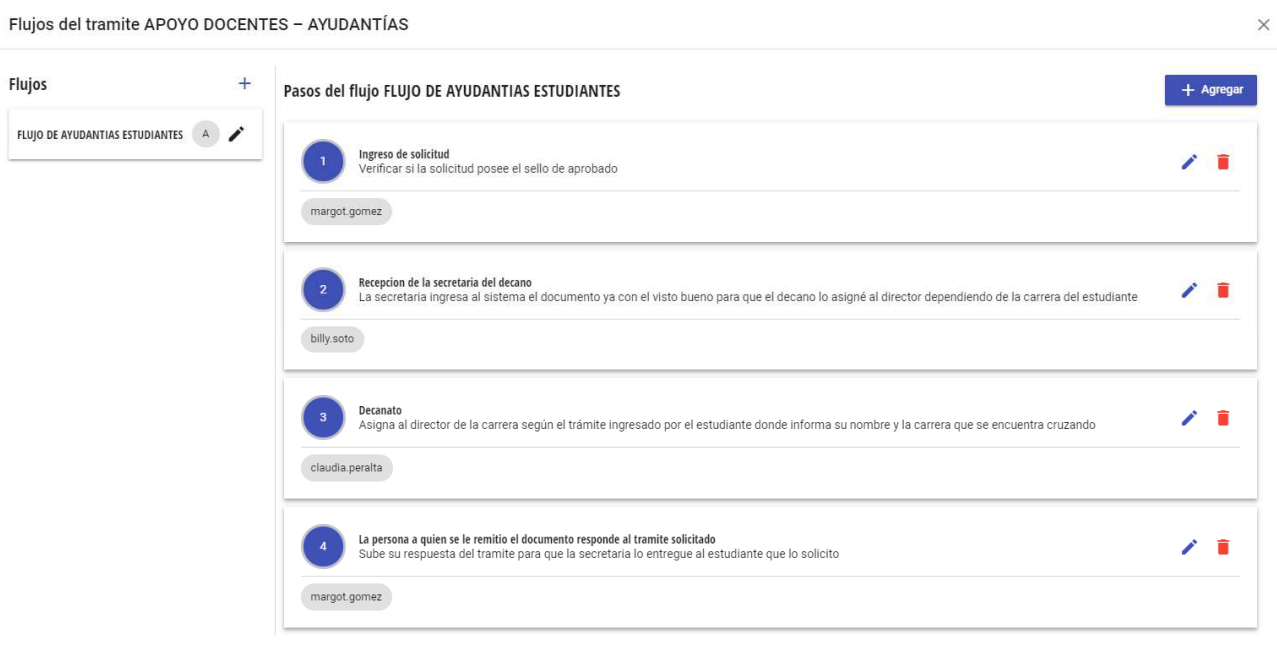 Flujos del tramite APOYO DOCENTES – AYUDANTÍAS
Flujos
FLUJO DE AYUDANTIAS ESTUDIANTES A
Pasos del flujo FLUJO DE AYUDANTIAS ESTUDIANTES
+ Agregar
1
Ingreso de solicitud
Verificar si la solicitud posee el sello de aprobado
margot.gomez
2
Recepcion de la secretaria del decano
La secretaria ingresa al sistema el documento ya con el visto bueno para que el decano lo asigné al director dependiendo de la carrera del estudiante
billy.soto
3
Decanato
Asigna al director de la carrera según el trámite ingresado por el estudiante donde informa su nombre y la carrera que se encuentra cruzando
claudia.peralta
4
La persona a quien se le remitio el documento responde al tramite solicitado
Sube su respuesta del tramite para que la secretaria lo entregue al estudiante que lo solicito
margot.gomez